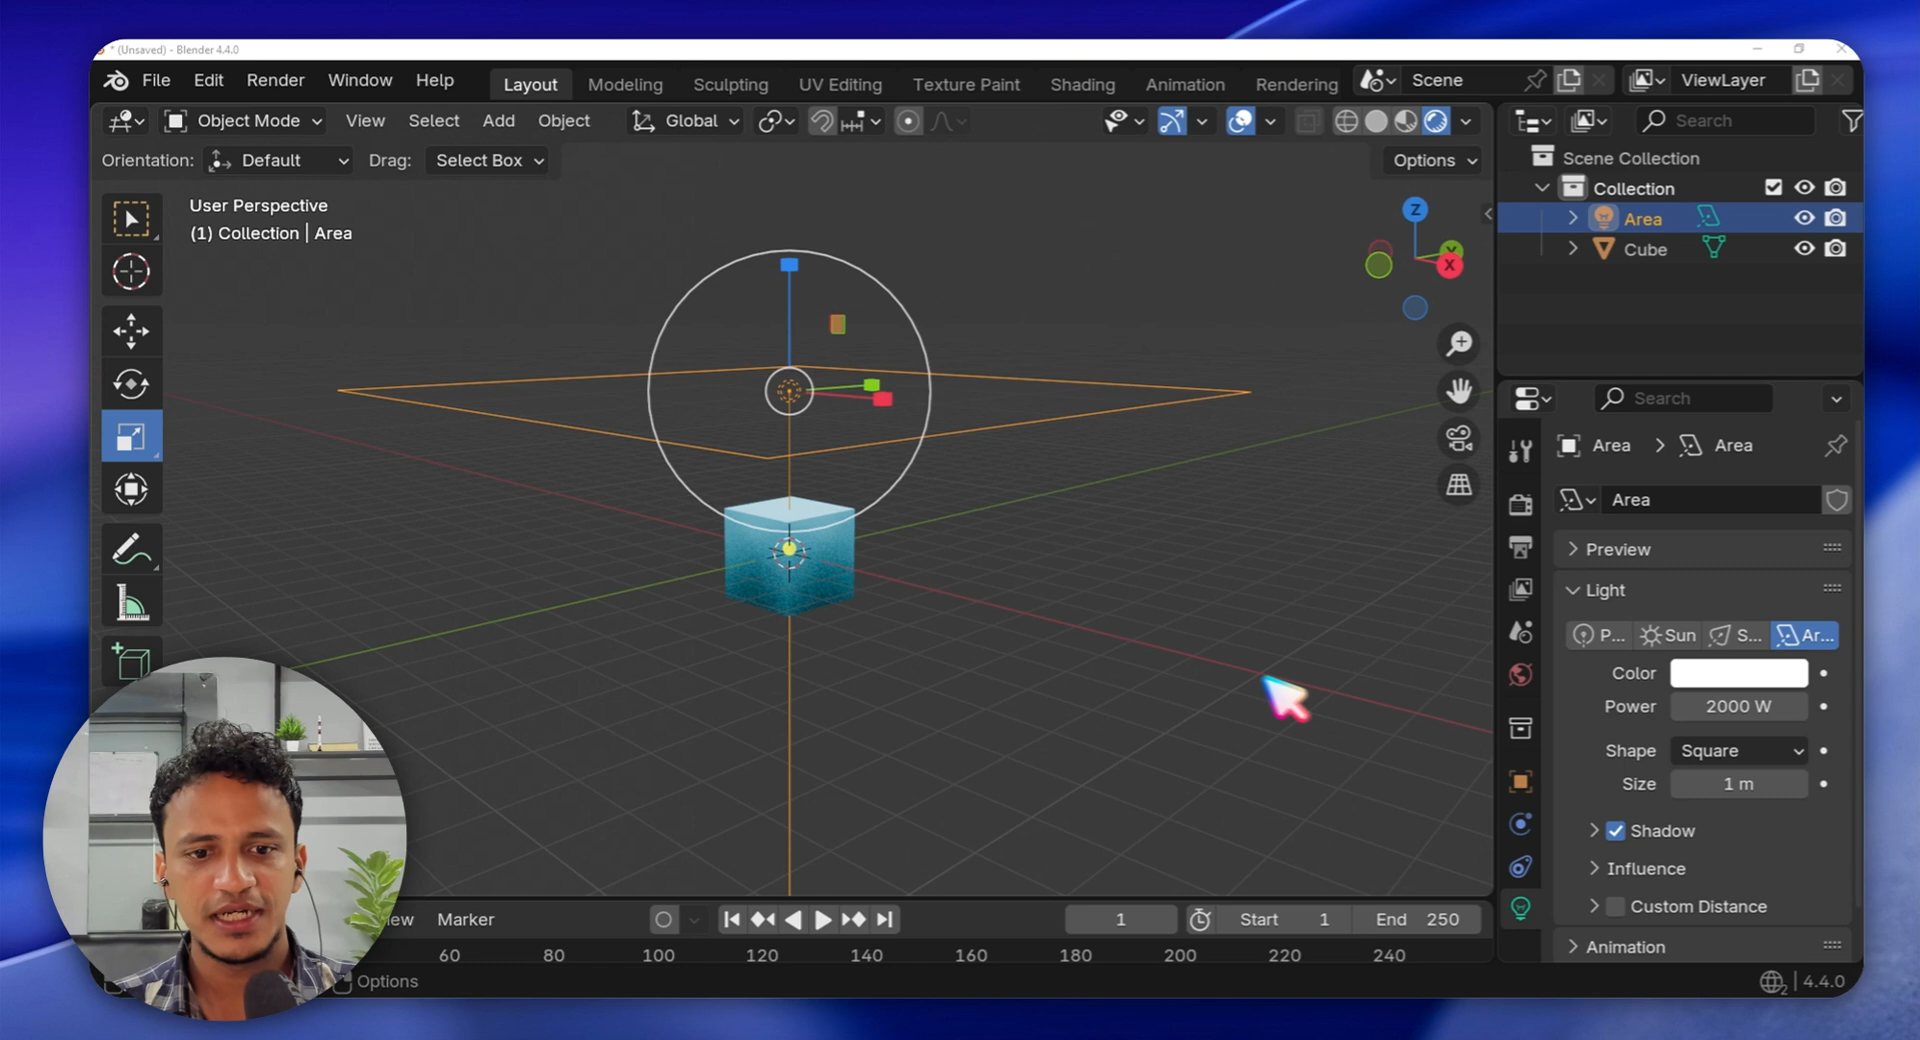 * (Unsaved) - Blender 4.4.0
File Edit Render Window Help Layout Modeling Sculpting UV Editing Texture Paint Shading Animation Rendering Scene ViewLayer
Object Mode View Select Add Object Global Search
Orientation: Default Drag: Select Box Options
Scene Collection
Collection
Area
Cube
User Perspective
(1) Collection | Area
Z
Y
X
Search
Area > Area
Area
Preview
Light
P... Sun S... Ar...
Color
Power 2000 W
Shape Square
Size 1 m
Shadow
Influence
Custom Distance
Animation
Marker 1 Start 1 End 250
60 80 100 120 140 160 180 200 220 240
Options
2 | 4.4.0